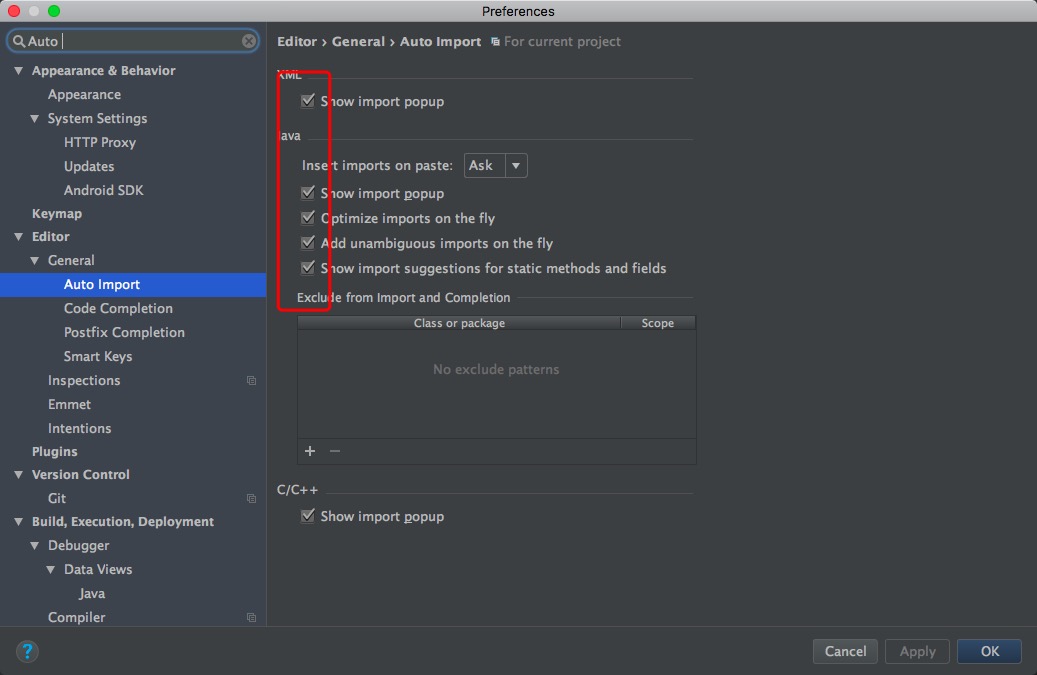 Preferences
Auto
Editor › General › Auto Import For current project
Appearance & Behavior
Appearance
System Settings
HTTP Proxy
Updates
Android SDK
Keymap
Editor
General
Auto Import
Code Completion
Postfix Completion
Smart Keys
Inspections
Emmet
Intentions
Plugins
Version Control
Git
Build, Execution, Deployment
Debugger
Data Views
Java
Compiler
XML
Show import popup
Java
Insert imports on paste: Ask
Show import popup
Optimize imports on the fly
Add unambiguous imports on the fly
Show import suggestions for static methods and fields
Exclude from Import and Completion
Class or package Scope
No exclude patterns
+ −
C/C++
Show import popup
? Cancel Apply OK